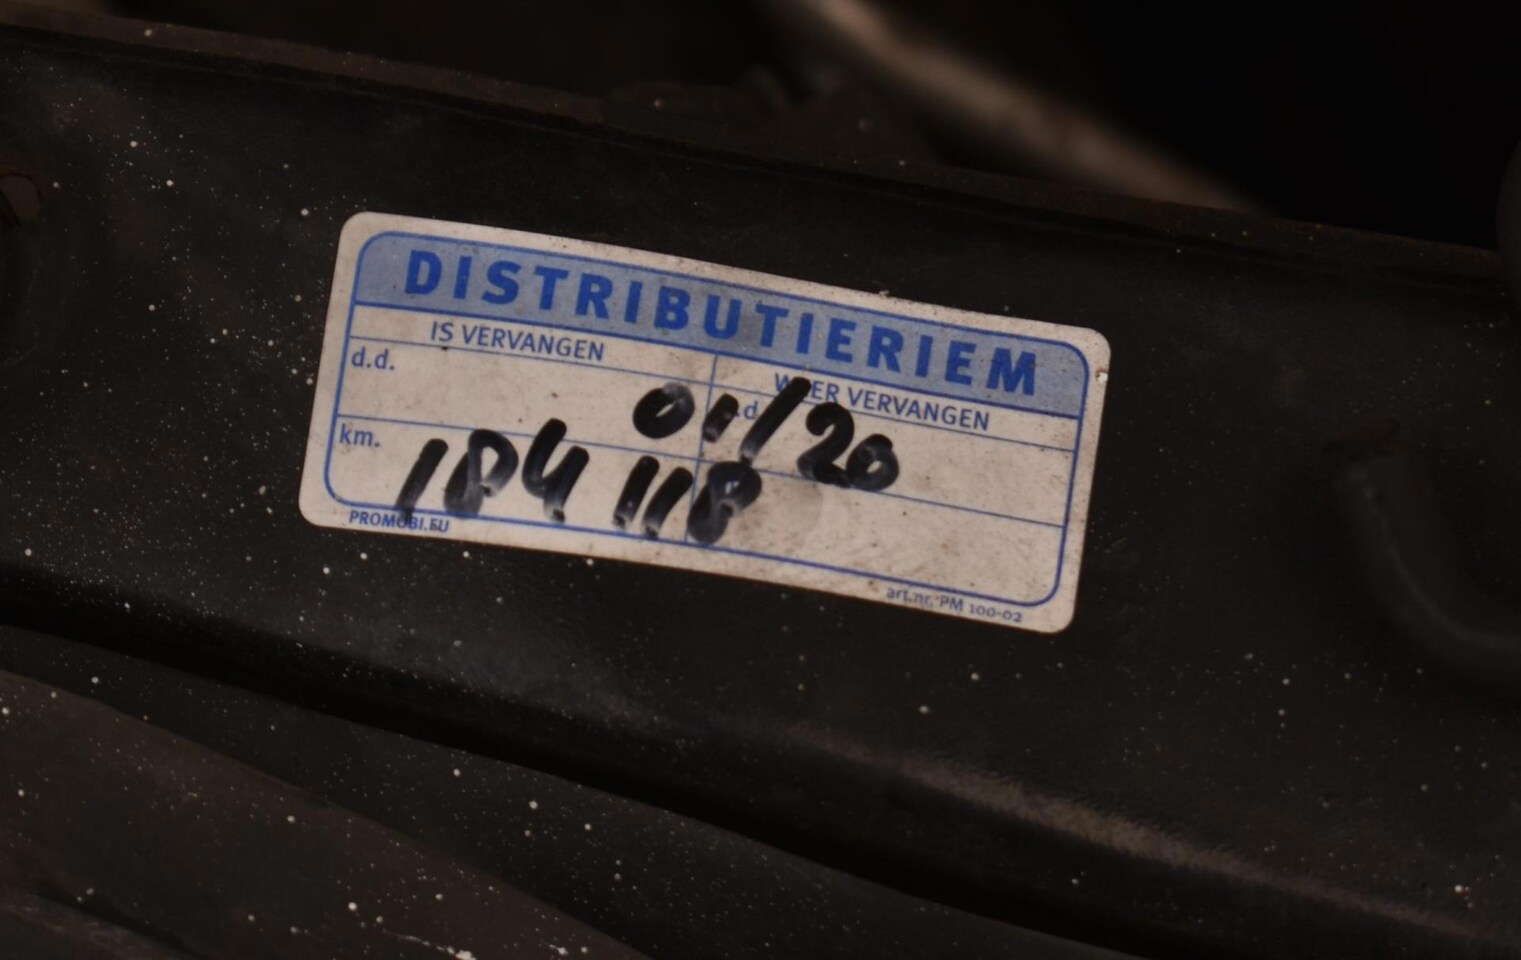 DISTRIBUTIERIEM
IS VERVANGEN
WEER VERVANGEN
d.d.
01/20
km.
184 118
PROMOBI.EU
art.nr. PM 100-02